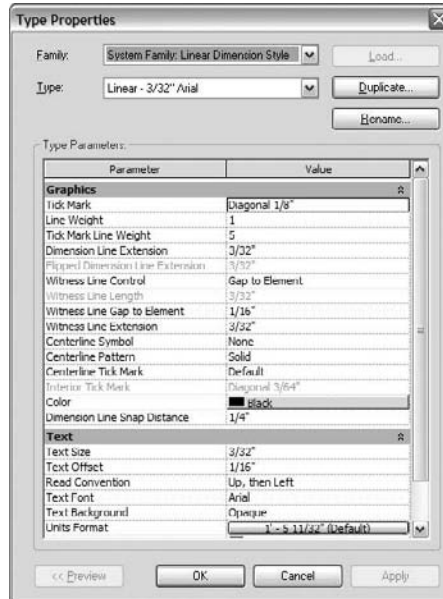 Type Properties
Family: System Family: Linear Dimension Style Load...
Type: Linear - 3/32" Arial Duplicate...
Rename...
Type Parameters:
Parameter Value
Graphics
Tick Mark Diagonal 1/8"
Line Weight 1
Tick Mark Line Weight 5
Dimension Line Extension 3/32"
Flipped Dimension Line Extension 3/32"
Witness Line Control Gap to Element
Witness Line Length 3/32"
Witness Line Gap to Element 1/16"
Witness Line Extension 3/32"
Centerline Symbol None
Centerline Pattern Solid
Centerline Tick Mark Default
Interior Tick Mark Diagonal 3/64"
Color Black
Dimension Line Snap Distance 1/4"
Text
Text Size 3/32"
Text Offset 1/16"
Read Convention Up, then Left
Text Font Arial
Text Background Opaque
Units Format 1' - 5 11/32" (Default)
<< Preview OK Cancel Apply